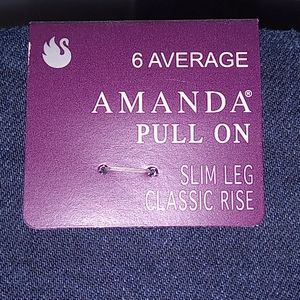 6 AVERAGE
AMANDA®
PULL ON
SLIM LEG
CLASSIC RISE